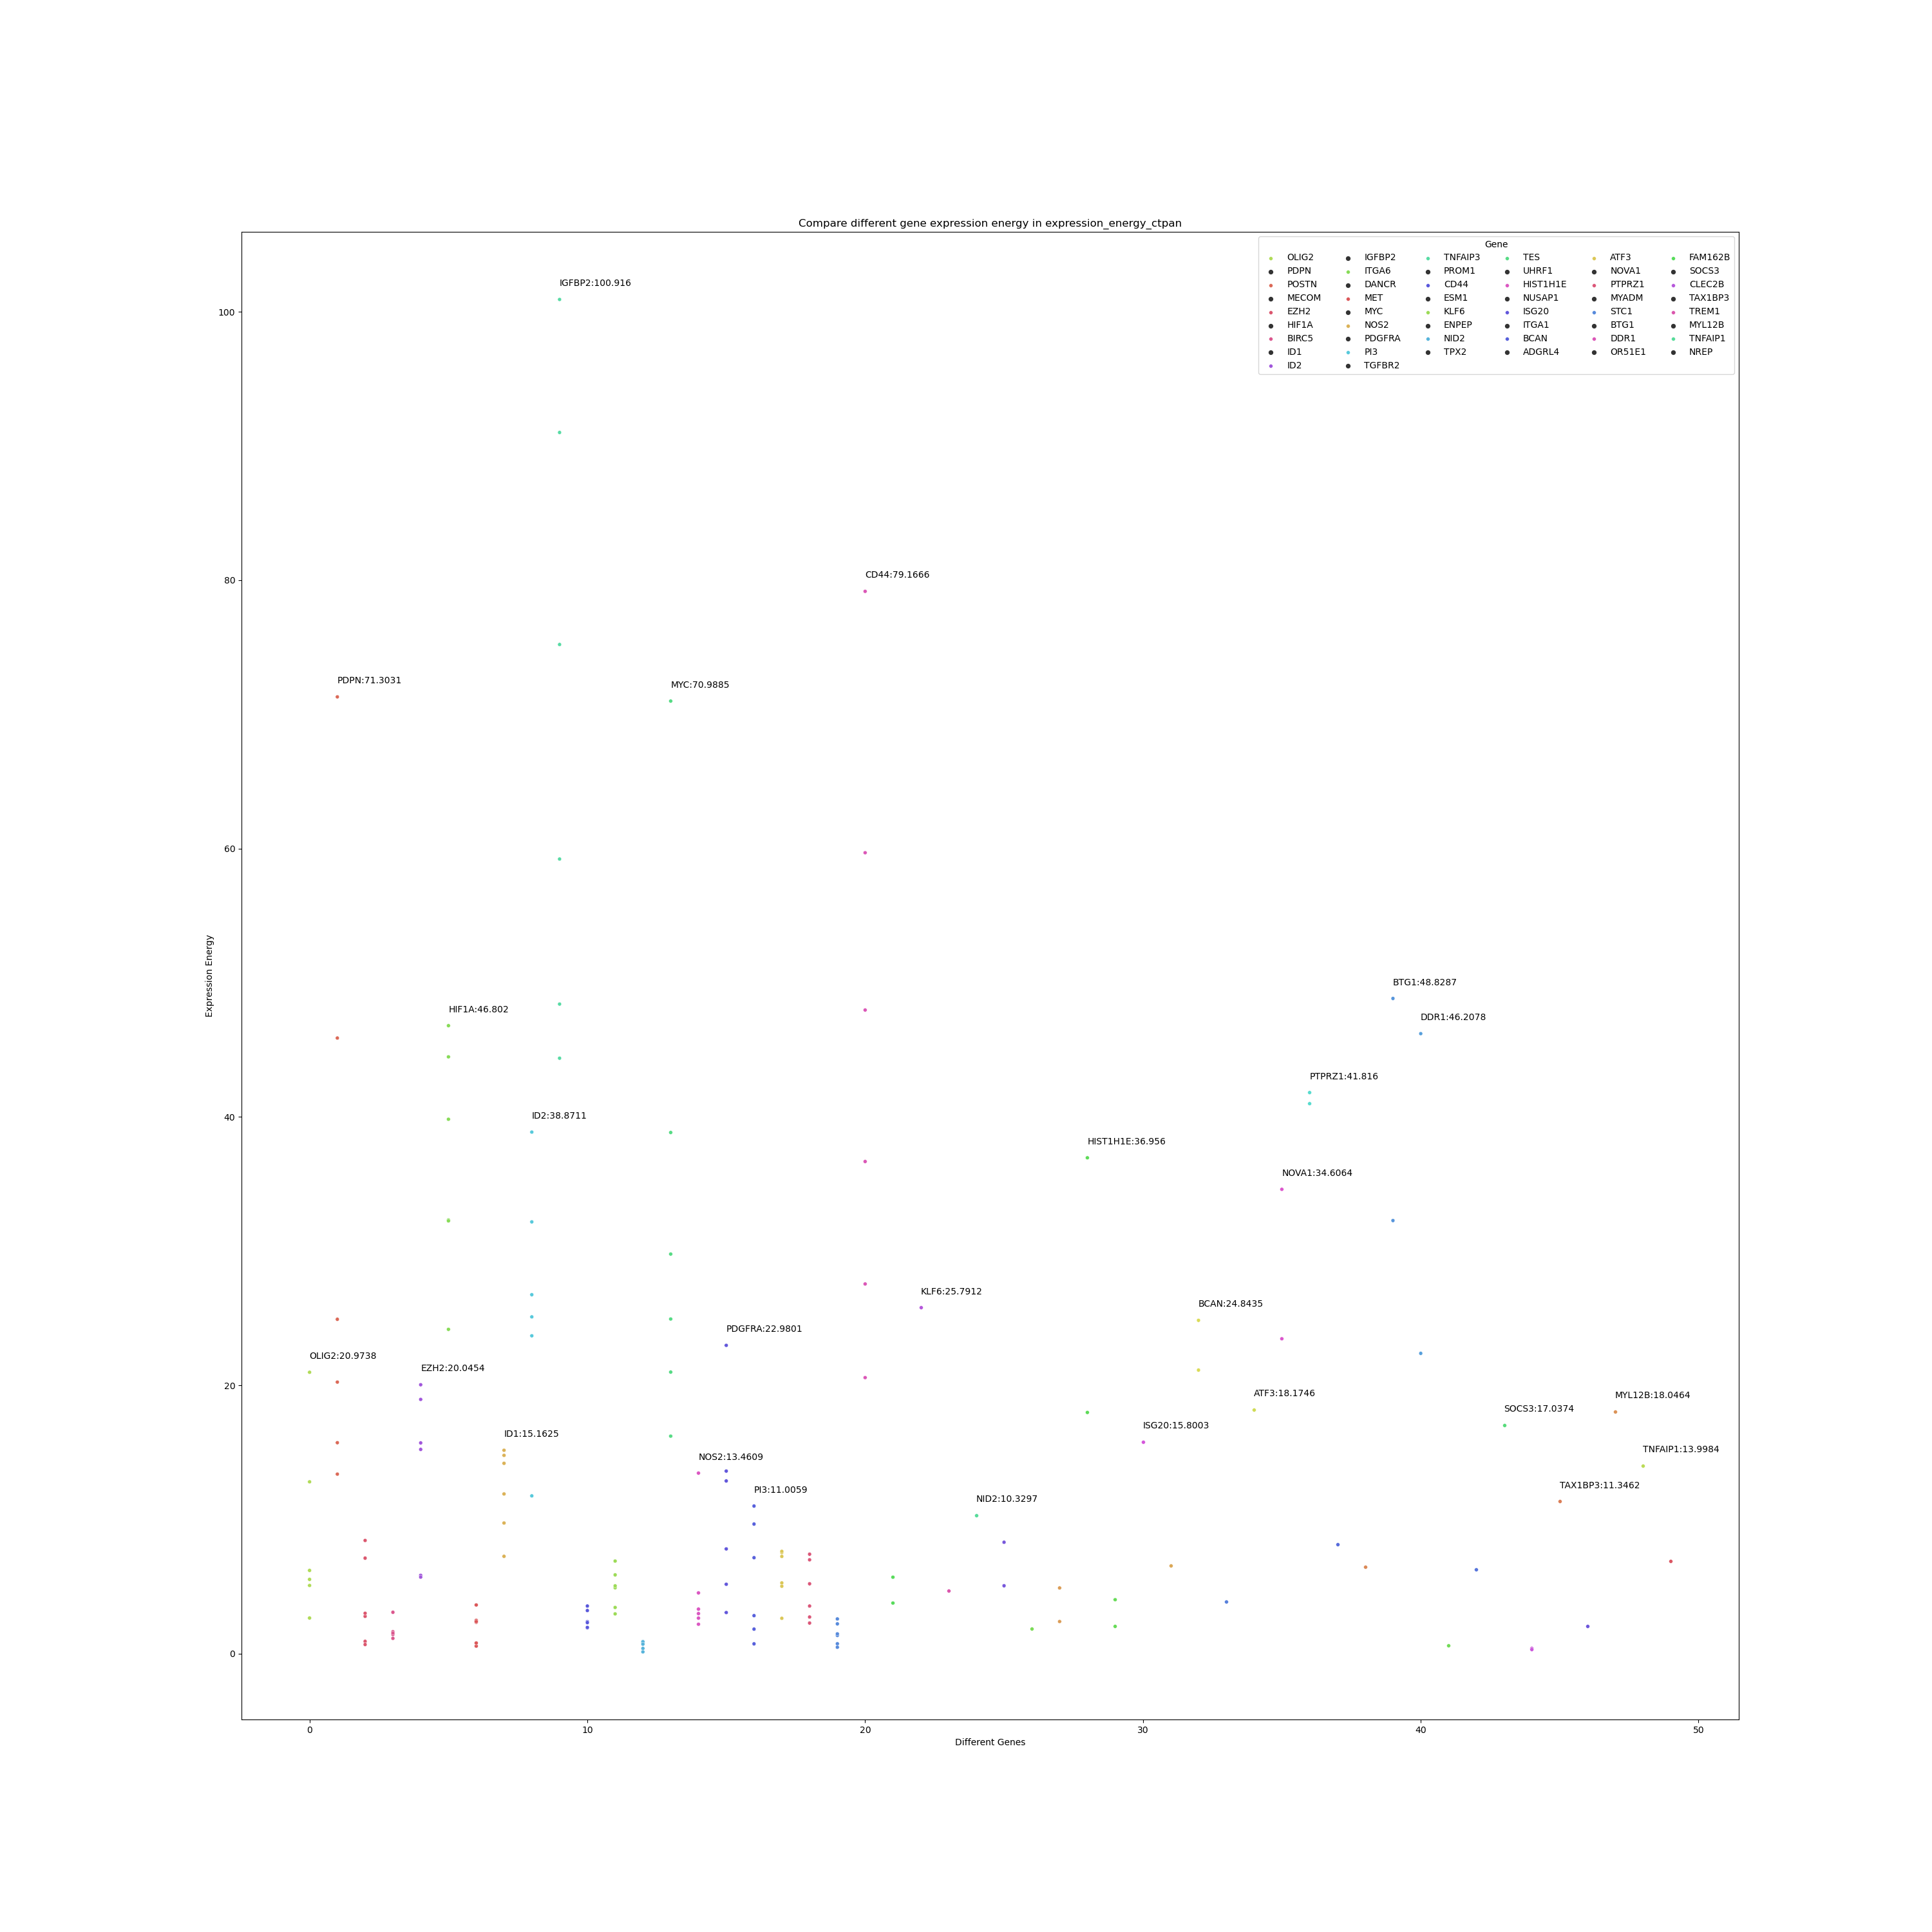 Compare different gene expression energy in expression_energy_ctpan
Gene
OLIG2 IGFBP2 TNFAIP3 TES ATF3 FAM162B
PDPN ITGA6 PROM1 UHRF1 NOVA1 SOCS3
POSTN DANCR CD44 HIST1H1E PTPRZ1 CLEC2B
MECOM MET ESM1 NUSAP1 MYADM TAX1BP3
EZH2 MYC KLF6 ISG20 STC1 TREM1
HIF1A NOS2 ENPEP ITGA1 BTG1 MYL12B
BIRC5 PDGFRA NID2 BCAN DDR1 TNFAIP1
ID1 PI3 TPX2 ADGRL4 OR51E1 NREP
ID2 TGFBR2
IGFBP2:100.916
100
CD44:79.1666
80
PDPN:71.3031
MYC:70.9885
60
BTG1:48.8287
HIF1A:46.802
DDR1:46.2078
PTPRZ1:41.816
ID2:38.8711
40
HIST1H1E:36.956
NOVA1:34.6064
KLF6:25.7912
BCAN:24.8435
PDGFRA:22.9801
OLIG2:20.9738
EZH2:20.0454
20
ATF3:18.1746
MYL12B:18.0464
SOCS3:17.0374
ISG20:15.8003
ID1:15.1625
TNFAIP1:13.9984
NOS2:13.4609
TAX1BP3:11.3462
PI3:11.0059
NID2:10.3297
0
Expression Energy
0 10 20 30 40 50
Different Genes